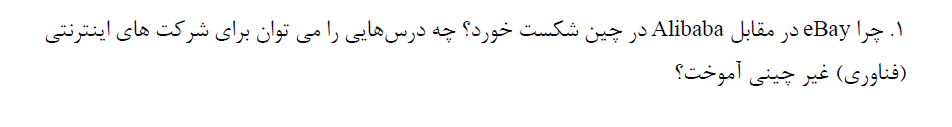 ۱. چرا eBay در مقابل Alibaba در چین شکست خورد؟ چه درس‌هایی را می توان برای شرکت های اینترنتی
(فناوری) غیر چینی آموخت؟